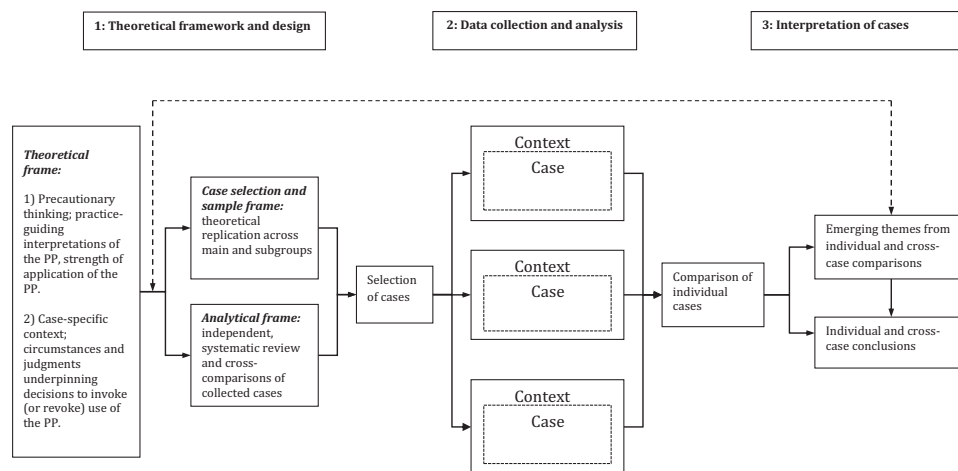 1: Theoretical framework and design
2: Data collection and analysis
3: Interpretation of cases
Theoretical
frame:
1) Precautionary
thinking; practice-
guiding
interpretations of
the PP, strength of
application of the
PP.
2) Case-specific
context;
circumstances and
judgments
underpinning
decisions to invoke
(or revoke) use of
the PP.
Case selection and
sample frame:
theoretical
replication across
main and subgroups
Analytical frame:
independent,
systematic review
and cross-
comparisons of
collected cases
Selection
of cases
Context
Case
Context
Case
Context
Case
Comparison of
individual
cases
Emerging themes from
individual and cross-
case comparisons
Individual and cross-
case conclusions